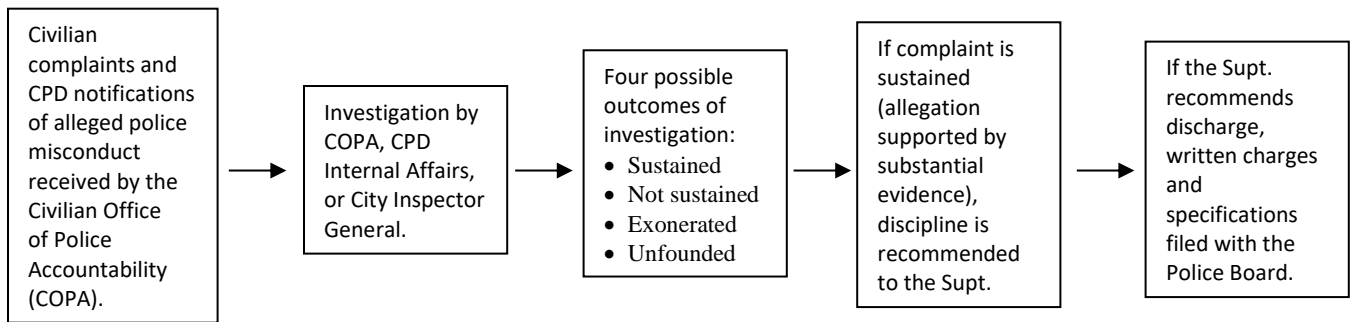 Civilian
complaints and
CPD notifications
of alleged police
misconduct
received by the
Civilian Office
of Police
Accountability
(COPA).
Investigation by
COPA, CPD
Internal Affairs,
or City Inspector
General.
Four possible
outcomes of
investigation:
• Sustained
• Not sustained
• Exonerated
• Unfounded
If complaint is
sustained
(allegation
supported by
substantial
evidence),
discipline is
recommended
to the Supt.
If the Supt.
recommends
discharge,
written charges
and
specifications
filed with the
Police Board.